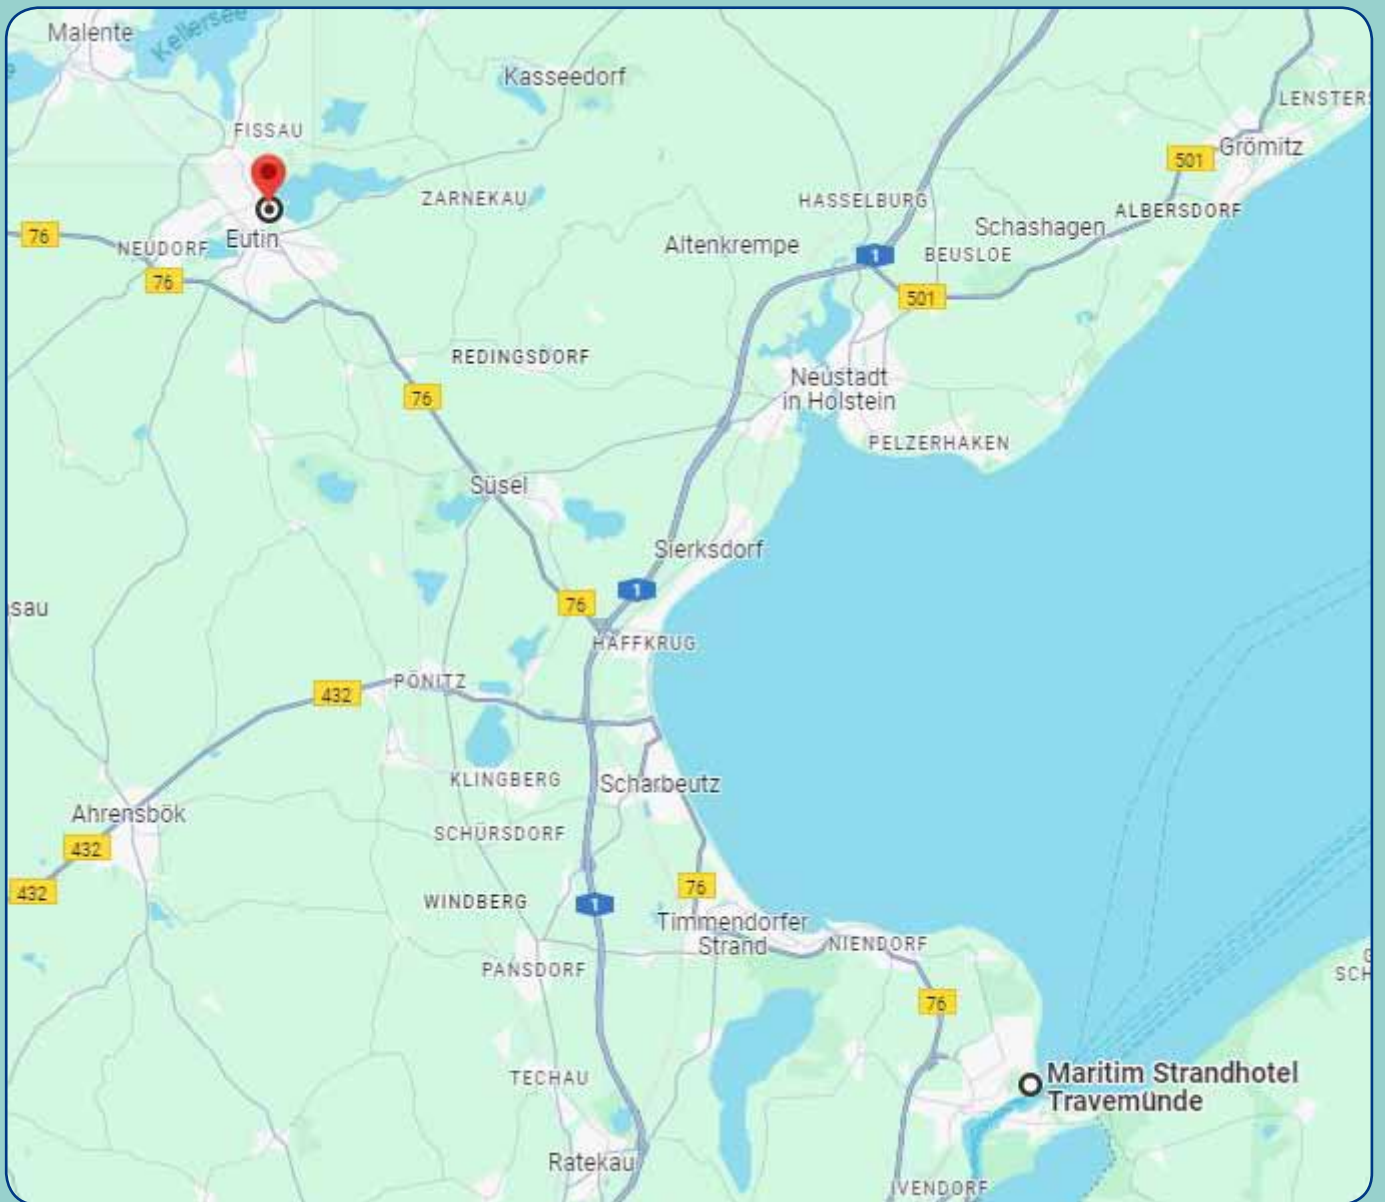 Malente
Kellersee
Kasseedorf
LENSTERS
FISSAU
Grömitz
501
ZARNEKAU
HASSELBURG
ALBERSDORF
Schashagen
76
NEUDORF
Eutin
Altenkrempe
1
BEUSLOE
76
501
REDINGSDORF
Neustadt
in Holstein
76
PELZERHAKEN
Süsel
Sierksdorf
1
76
sau
HAFFKRUG
PÖNITZ
432
KLINGBERG
Scharbeutz
Ahrensbök
SCHÜRSDORF
432
432
76
WINDBERG
1
Timmendorfer
Strand
NIENDORF
PANSDORF
SCH
76
TECHAU
Maritim Strandhotel
Travemünde
Ratekau
IVENDORF